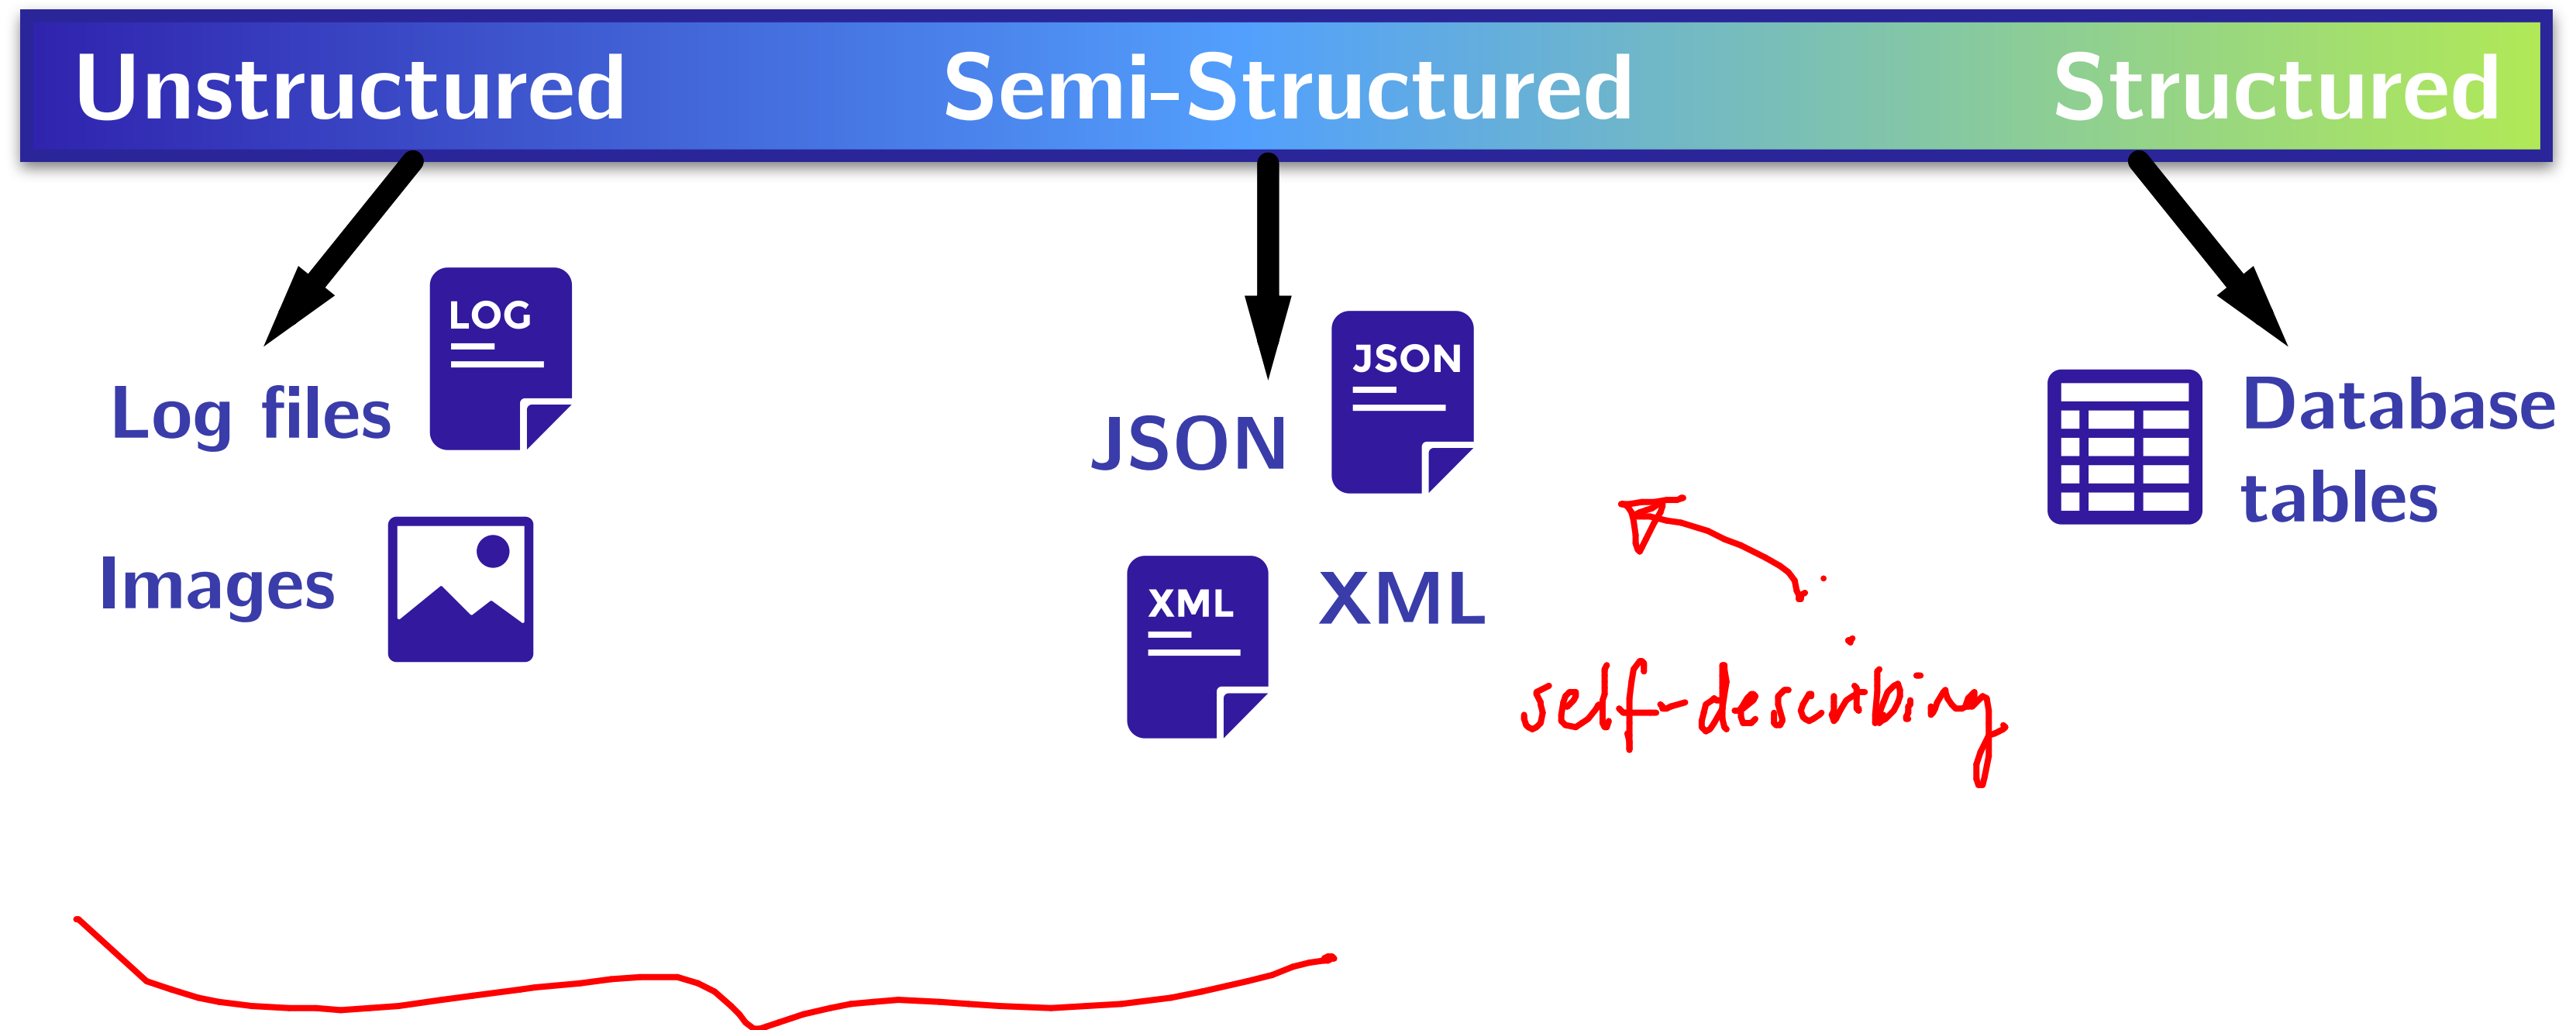 Unstructured Semi-Structured Structured
LOG
Log files
Images
JSON
JSON
XML
XML
self-describing
Database
tables